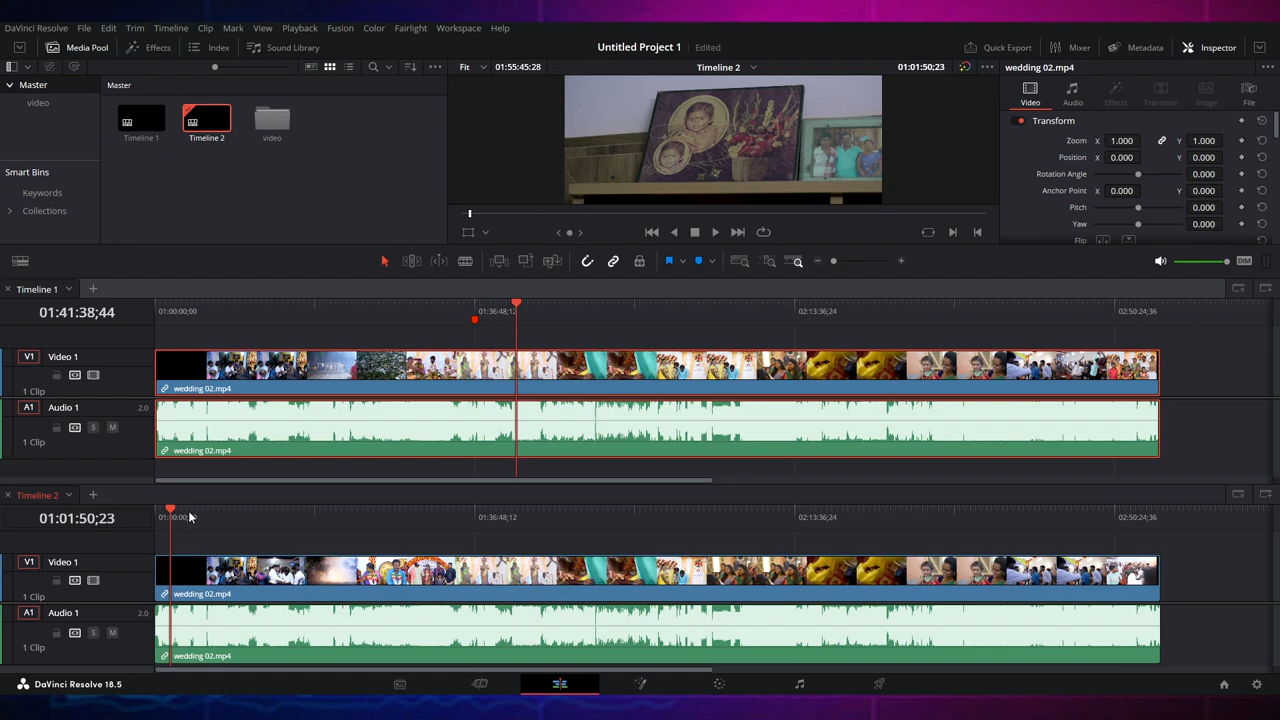 DaVinci Resolve File Edit Trim Timeline Clip Mark View Playback Fusion Color Fairlight Workspace Help
Media Pool Effects Index Sound Library Untitled Project 1 Edited Quick Export Mixer Metadata Inspector
Fit 01:55:45:28 Timeline 2 01:01:50;23 wedding 02.mp4
Master Master
Video Audio Effects Transition Image File
video
Timeline 1 Timeline 2 video
Transform
Zoom X 1.000 Y 1.000
Position X 0.000 Y 0.000
Smart Bins
Rotation Angle 0.000
Keywords
Anchor Point X 0.000 Y 0.000
Collections
Pitch 0.000
Yaw 0.000
Flip
DIM
Timeline 1
01:41:38;44 01:00:00;00 01:36:48;12 02:13:36;24 02:50:24;36
V1 Video 1
1 Clip wedding 02.mp4
A1 Audio 1 2.0
S M
1 Clip
wedding 02.mp4
Timeline 2
01:01:50;23 01:36:48;12 02:13:36;24 02:50:24;36
V1 Video 1
1 Clip wedding 02.mp4
A1 Audio 1 2.0
S M
1 Clip
wedding 02.mp4
DaVinci Resolve 18.5